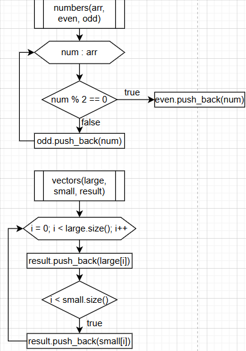 numbers(arr,
even, odd)
num : arr
true
num % 2 == 0
even.push_back(num)
false
odd.push_back(num)
vectors(large,
small, result)
i = 0; i < large.size(); i++
result.push_back(large[i])
i < small.size()
true
result.push_back(small[i])